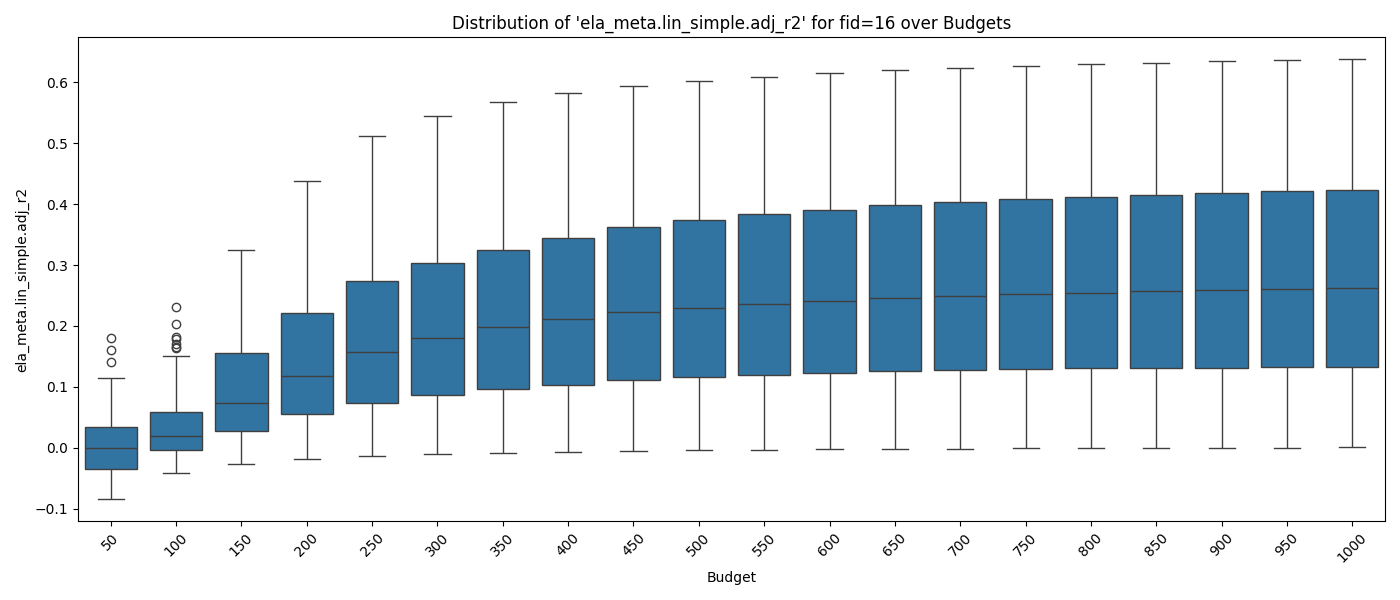 Distribution of 'ela_meta.lin_simple.adj_r2' for fid=16 over Budgets
ela_meta.lin_simple.adj_r2
0.6
0.5
0.4
0.3
0.2
0.1
0.0
−0.1
50 100 150 200 250 300 350 400 450 500 550 600 650 700 750 800 850 900 950 1000
Budget